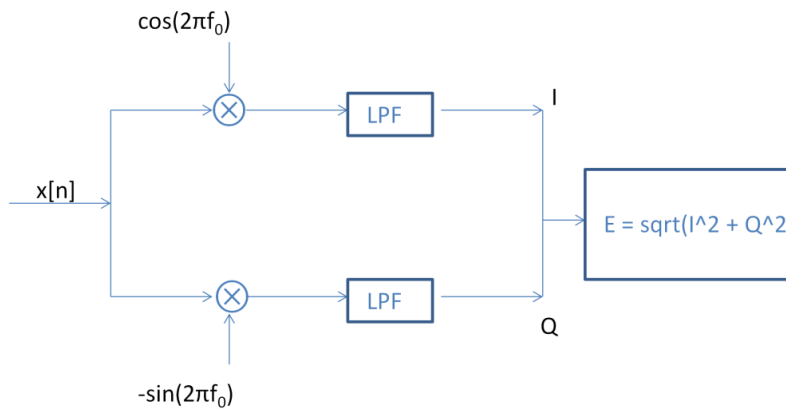 cos(2πf₀)
I
LPF
x[n]
E = sqrt(I^2 + Q^2
LPF
Q
-sin(2πf₀)